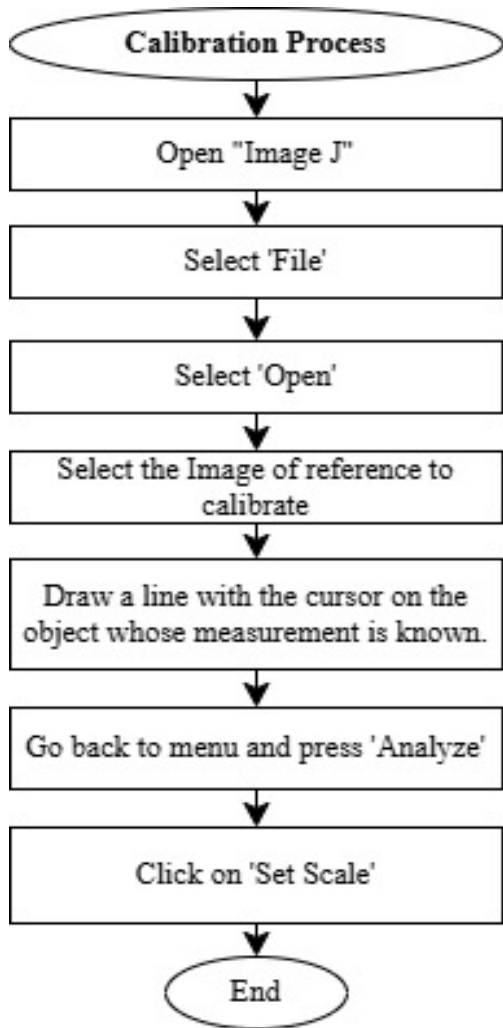 Calibration Process
Open "Image J"
Select 'File'
Select 'Open'
Select the Image of reference to
calibrate
Draw a line with the cursor on the
object whose measurement is known.
Go back to menu and press 'Analyze'
Click on 'Set Scale'
End